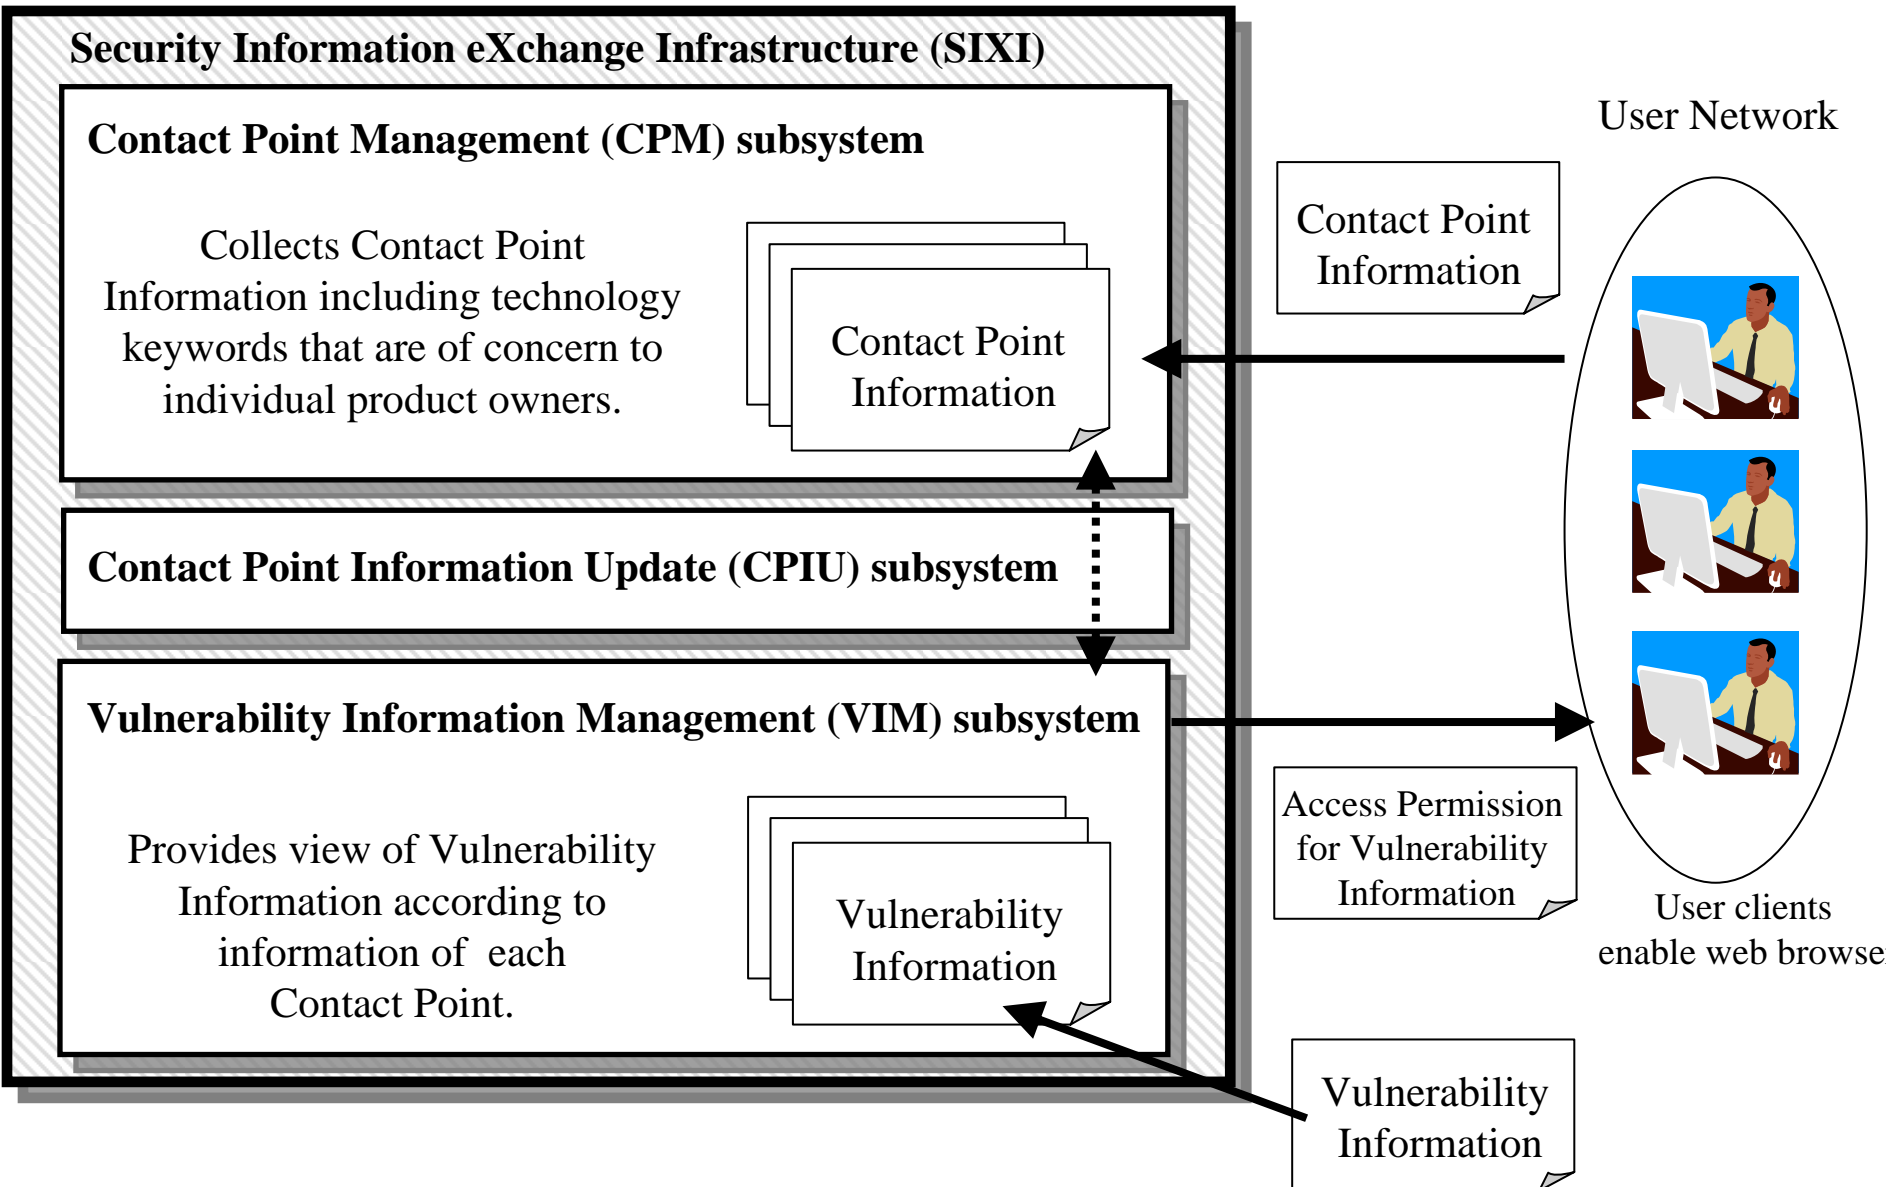 Security Information eXchange Infrastructure (SIXI)
Contact Point Management (CPM) subsystem
Collects Contact Point
Information including technology
keywords that are of concern to
individual product owners.
Contact Point
Information
Contact Point Information Update (CPIU) subsystem
Vulnerability Information Management (VIM) subsystem
Provides view of Vulnerability
Information according to
information of each
Contact Point.
Vulnerability
Information
Contact Point
Information
User Network
Access Permission
for Vulnerability
Information
User clients
enable web browse
Vulnerability
Information